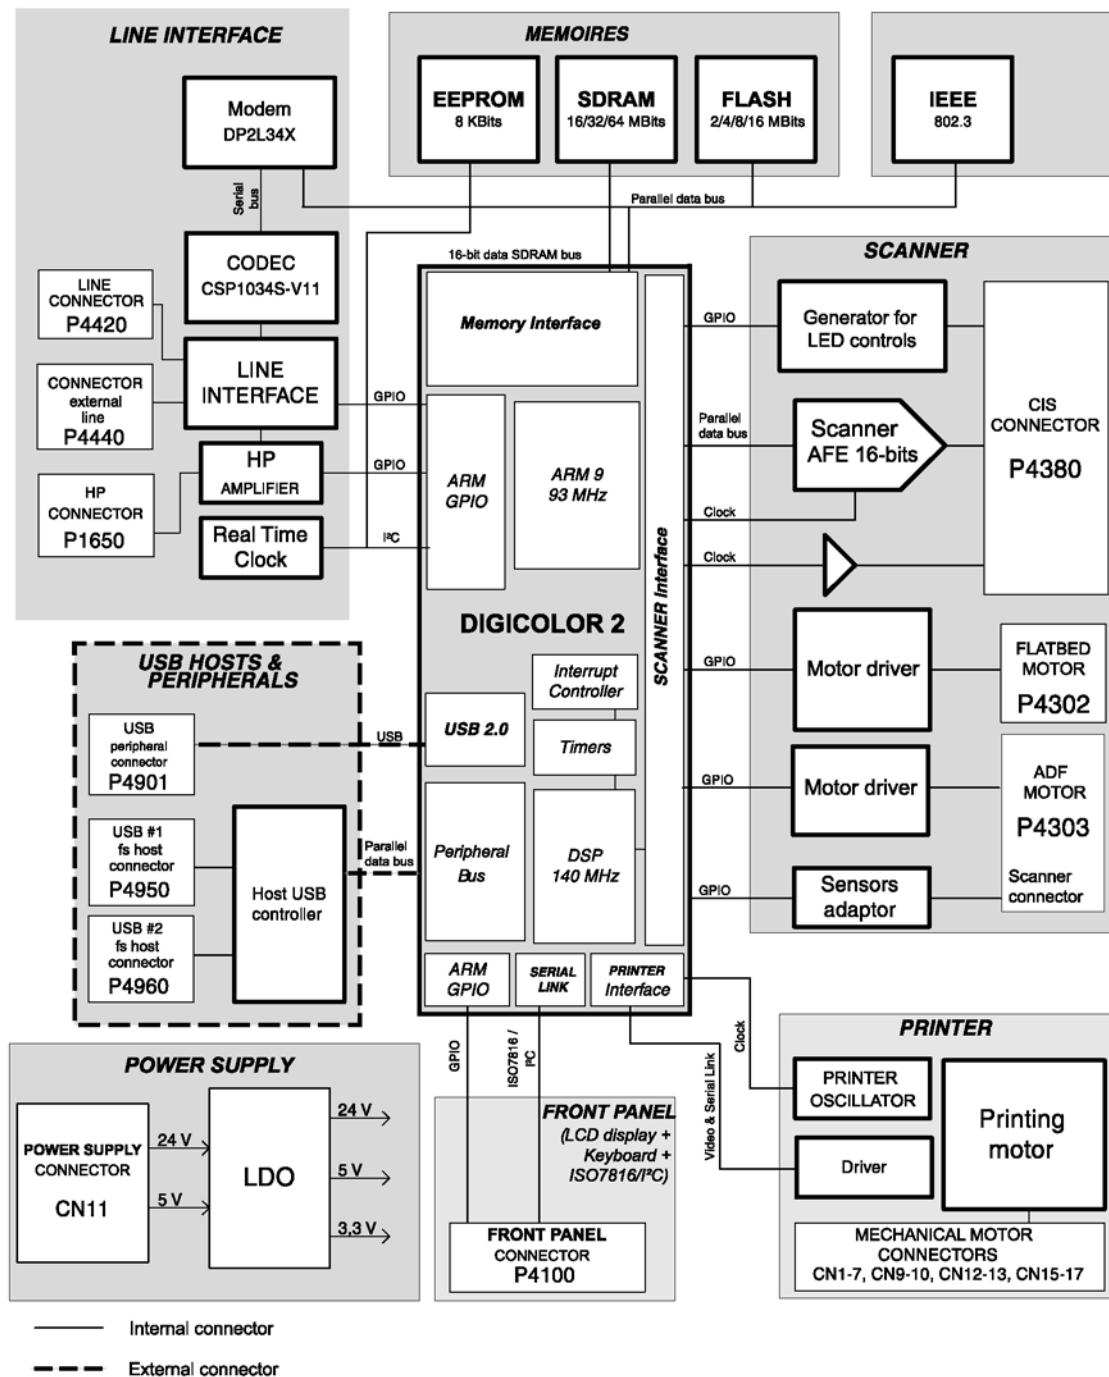 LINE INTERFACE
Modem
DP2L34X
Serial
bus
CODEC
CSP1034S-V11
LINE
CONNECTOR
P4420
LINE
INTERFACE
CONNECTOR
external
line
P4440
HP
AMPLIFIER
HP
CONNECTOR
P1650
Real Time
Clock
GPIO
GPIO
I²C
MEMOIRES
EEPROM
8 KBits
SDRAM
16/32/64 MBits
FLASH
2/4/8/16 MBits
IEEE
802.3
Parallel data bus
16-bit data SDRAM bus
Memory Interface
ARM
GPIO
ARM 9
93 MHz
SCANNER Interface
DIGICOLOR 2
Interrupt
Controller
USB 2.0
Timers
Peripheral
Bus
DSP
140 MHz
ARM
GPIO
SERIAL
LINK
PRINTER
Interface
SCANNER
GPIO
Generator for
LED controls
Parallel
data bus
Scanner
AFE 16-bits
CIS
CONNECTOR
P4380
Clock
Clock
GPIO
Motor driver
FLATBED
MOTOR
P4302
GPIO
Motor driver
ADF
MOTOR
P4303
Scanner
connector
GPIO
Sensors
adaptor
USB HOSTS &
PERIPHERALS
USB
peripheral
connector
P4901
USB
USB #1
fs host
connector
P4950
Host USB
controller
Parallel
data bus
USB #2
fs host
connector
P4960
POWER SUPPLY
POWER SUPPLY
CONNECTOR
CN11
24 V
5 V
LDO
24 V
5 V
3,3 V
GPIO
ISO7816 /
I²C
Video & Serial Link
Clock
FRONT PANEL
(LCD display +
Keyboard +
ISO7816/I²C)
FRONT PANEL
CONNECTOR
P4100
PRINTER
PRINTER
OSCILLATOR
Driver
Printing
motor
MECHANICAL MOTOR
CONNECTORS
CN1-7, CN9-10, CN12-13, CN15-17
Internal connector
External connector